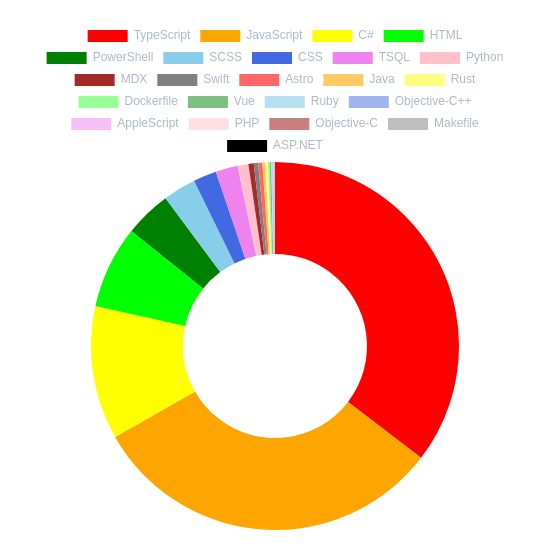 TypeScript JavaScript C# HTML
PowerShell SCSS CSS TSQL Python
MDX Swift Astro Java Rust
Dockerfile Vue Ruby Objective-C++
AppleScript PHP Objective-C Makefile
ASP.NET